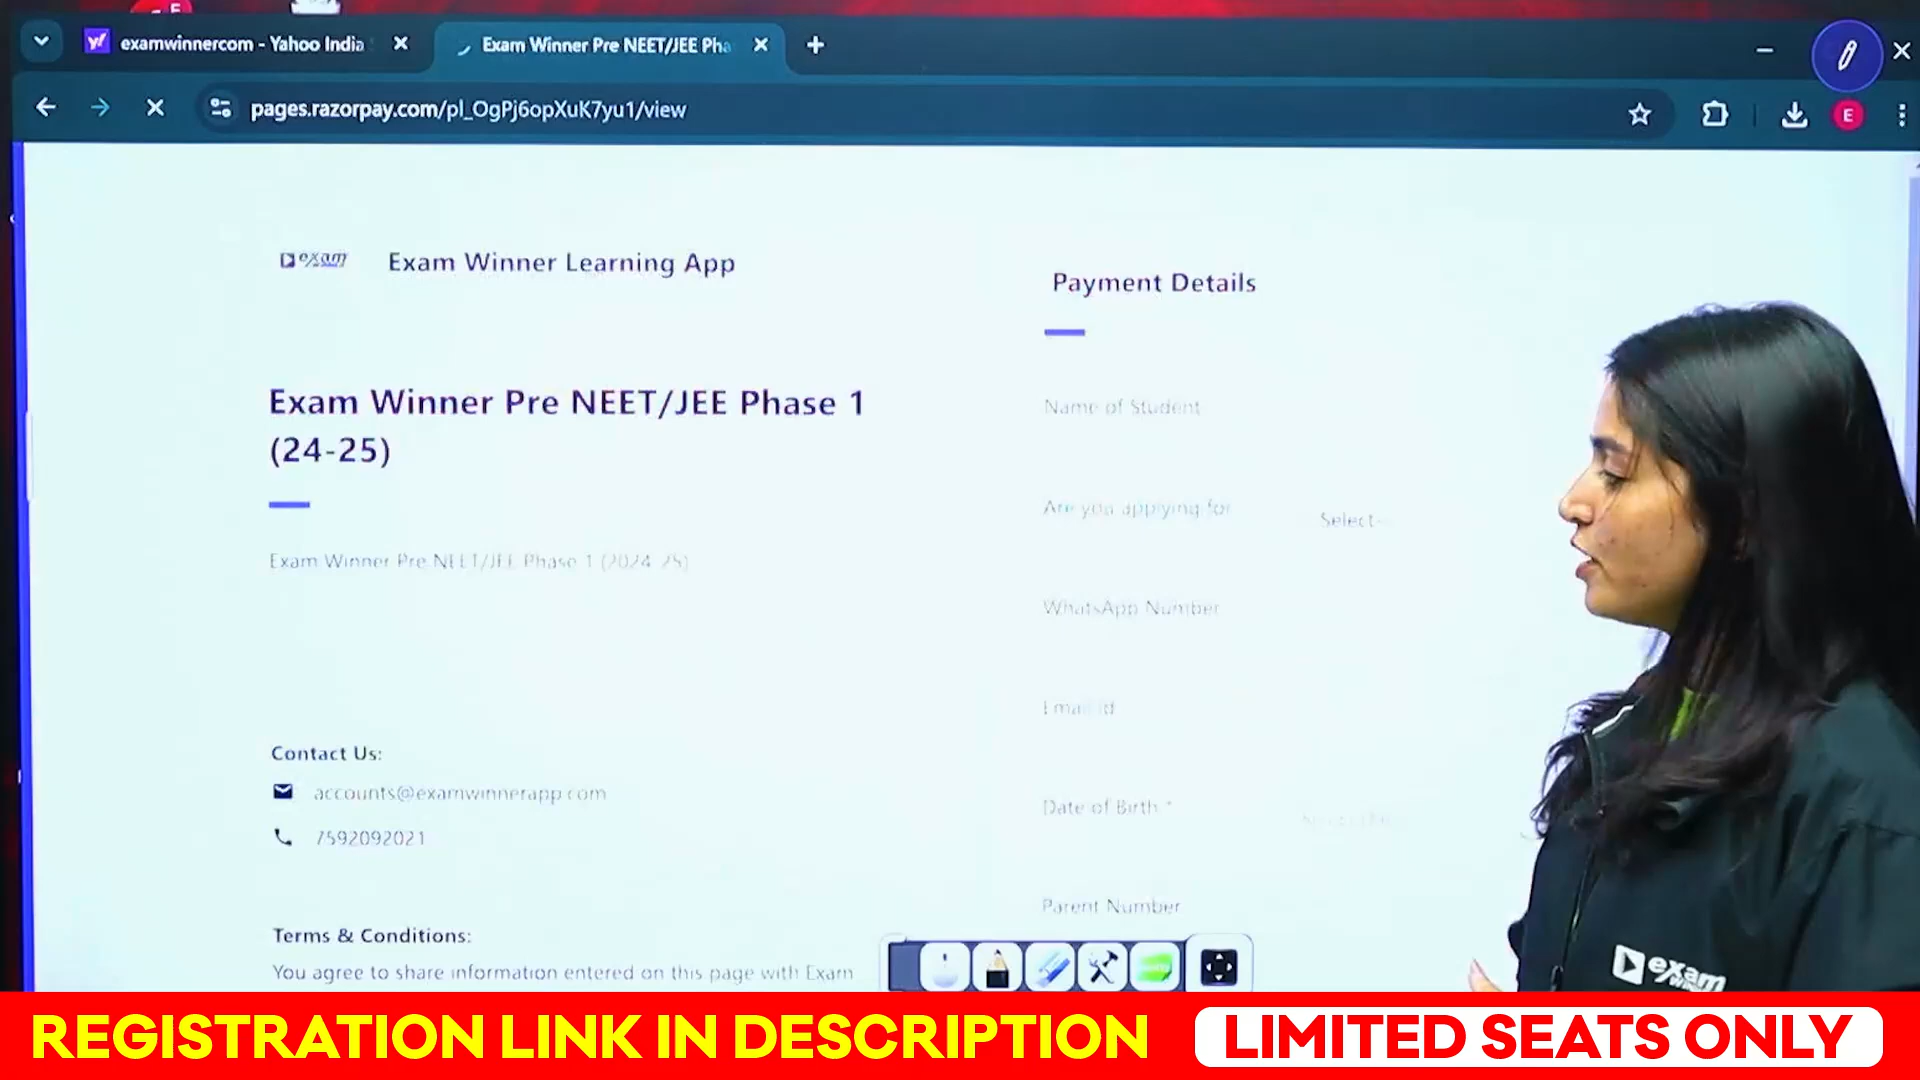 examwinnercom - Yahoo India
Exam Winner Pre NEET/JEE Pha
pages.razorpay.com/pl_OgPj6opXuK7yu1/view
E
exam
Exam Winner Learning App
Exam Winner Pre NEET/JEE Phase 1
(24-25)
Exam Winner Pre NEET/JEE Phase 1 (2024-25)
Contact Us:
accounts@examwinnerapp.com
7592092021
Terms & Conditions:
You agree to share information entered on this page with Exam
Payment Details
Name of Student
Are you applying for
Select--
WhatsApp Number
Email id
Date of Birth *
Parent Number
exam
REGISTRATION LINK IN DESCRIPTION
LIMITED SEATS ONLY